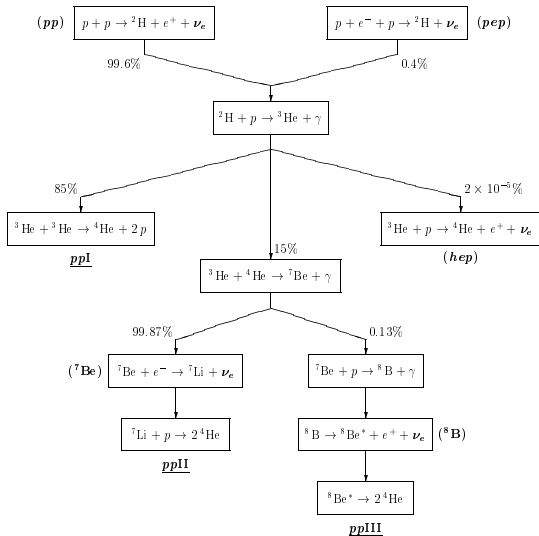 (pp) p + p → ²H + e⁺ + νₑ p + e⁻ + p → ²H + νₑ (pep)
99.6% 0.4%
²H + p → ³He + γ
85% 2 × 10⁻⁵%
³He + ³He → ⁴He + 2 p ³He + p → ⁴He + e⁺ + νₑ
15%
ppI (hep)
³He + ⁴He → ⁷Be + γ
99.87% 0.13%
(⁷Be) ⁷Be + e⁻ → ⁷Li + νₑ ⁷Be + p → ⁸B + γ
⁷Li + p → 2 ⁴He ⁸B → ⁸Be* + e⁺ + νₑ (⁸B)
ppII
⁸Be* → 2 ⁴He
ppIII